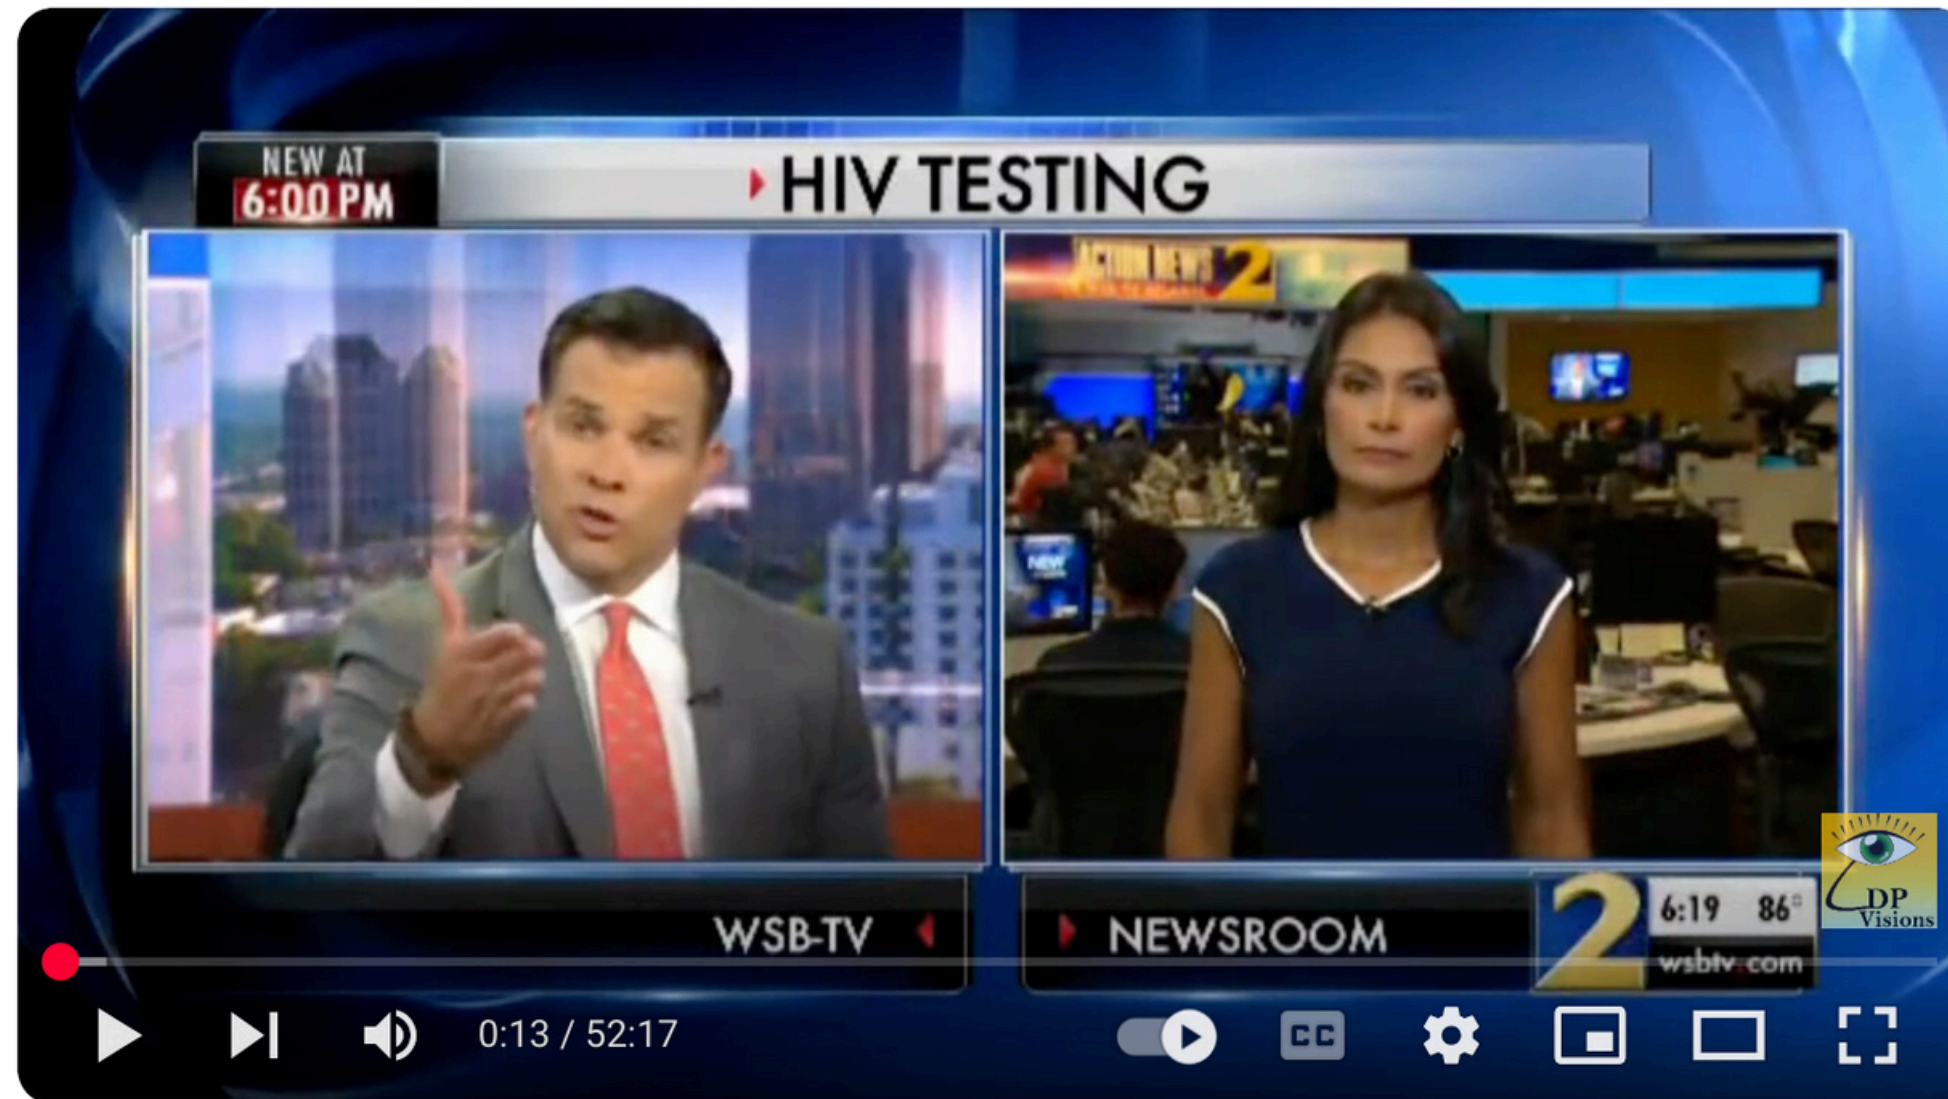 NEW AT
6:00 PM
HIV TESTING
ACTION NEWS 2
NEW
WSB-TV
NEWSROOM
2
6:19 86°
wsbtv.com
DP
Visions
0:13 / 52:17
CC